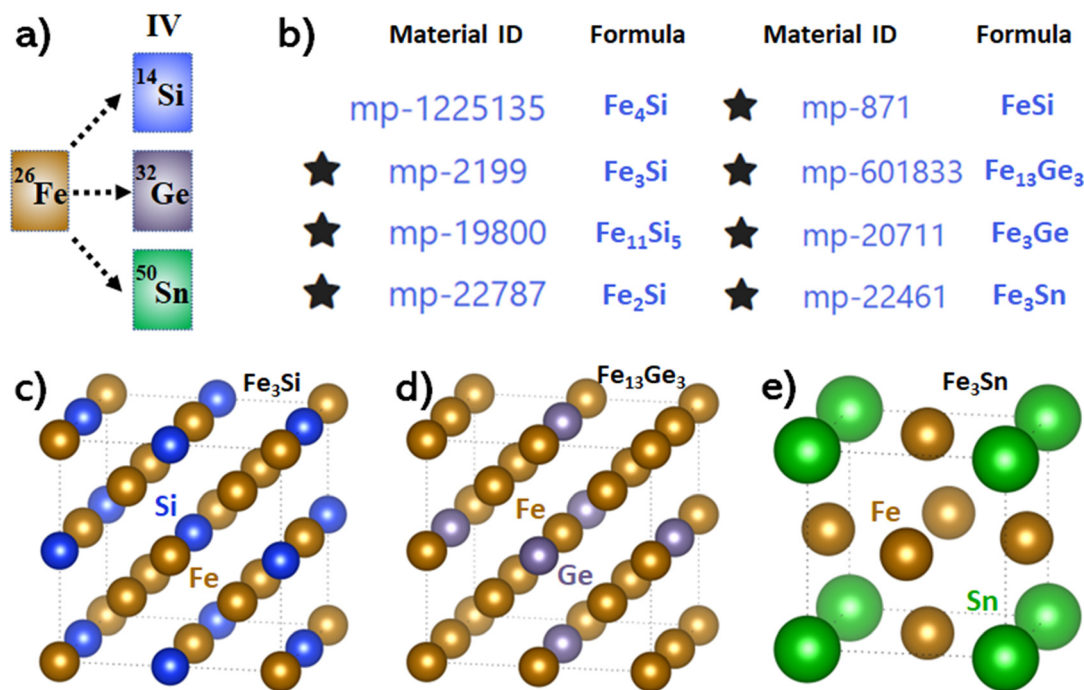 a) IV
14Si
26Fe
32Ge
50Sn
b) Material ID Formula Material ID Formula
mp-1225135 Fe4Si ★ mp-871 FeSi
★ mp-2199 Fe3Si ★ mp-601833 Fe13Ge3
★ mp-19800 Fe11Si5 ★ mp-20711 Fe3Ge
★ mp-22787 Fe2Si ★ mp-22461 Fe3Sn
c) Fe3Si
Si
Fe
d) Fe13Ge3
Fe
Ge
e) Fe3Sn
Fe
Sn